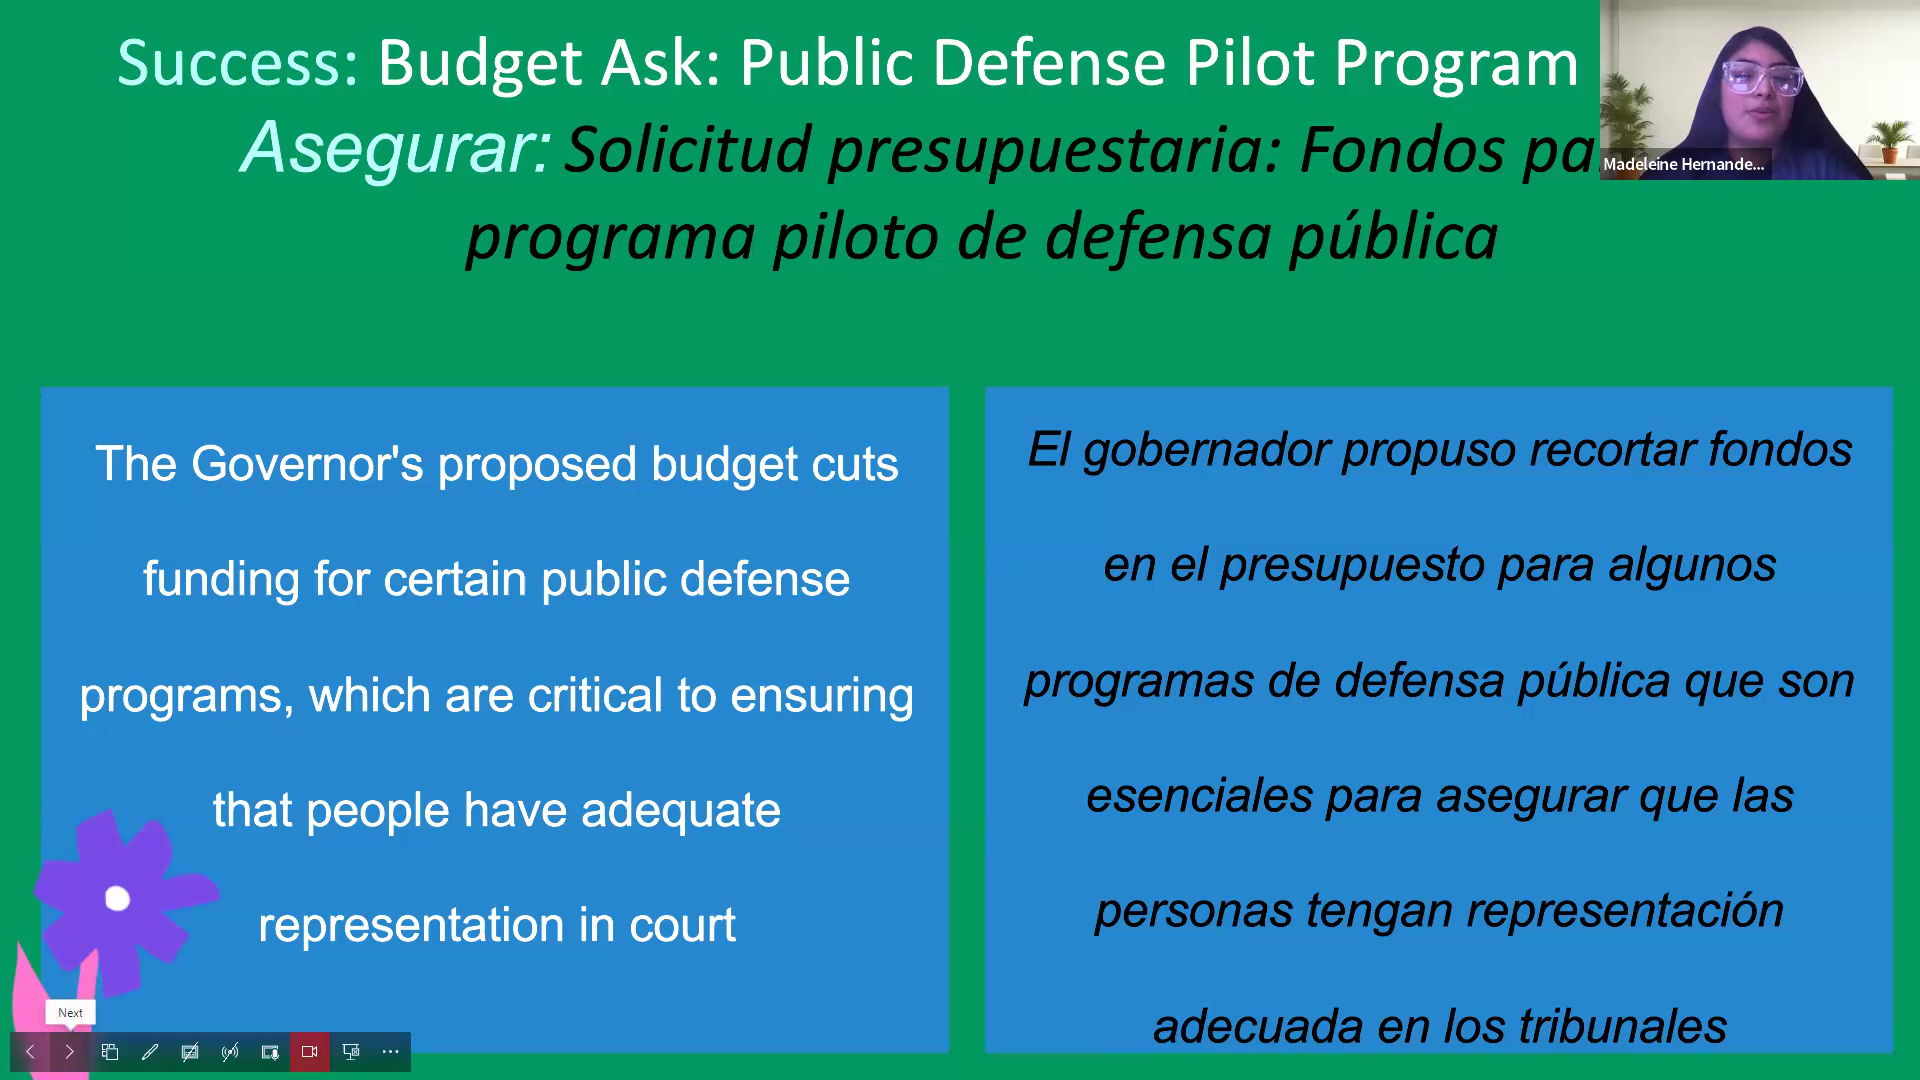 Success: Budget Ask: Public Defense Pilot Program
Asegurar: Solicitud presupuestaria: Fondos pa
programa piloto de defensa pública
Madeleine Hernande...
The Governor's proposed budget cuts
funding for certain public defense
programs, which are critical to ensuring
that people have adequate
representation in court
El gobernador propuso recortar fondos
en el presupuesto para algunos
programas de defensa pública que son
esenciales para asegurar que las
personas tengan representación
adecuada en los tribunales
Next